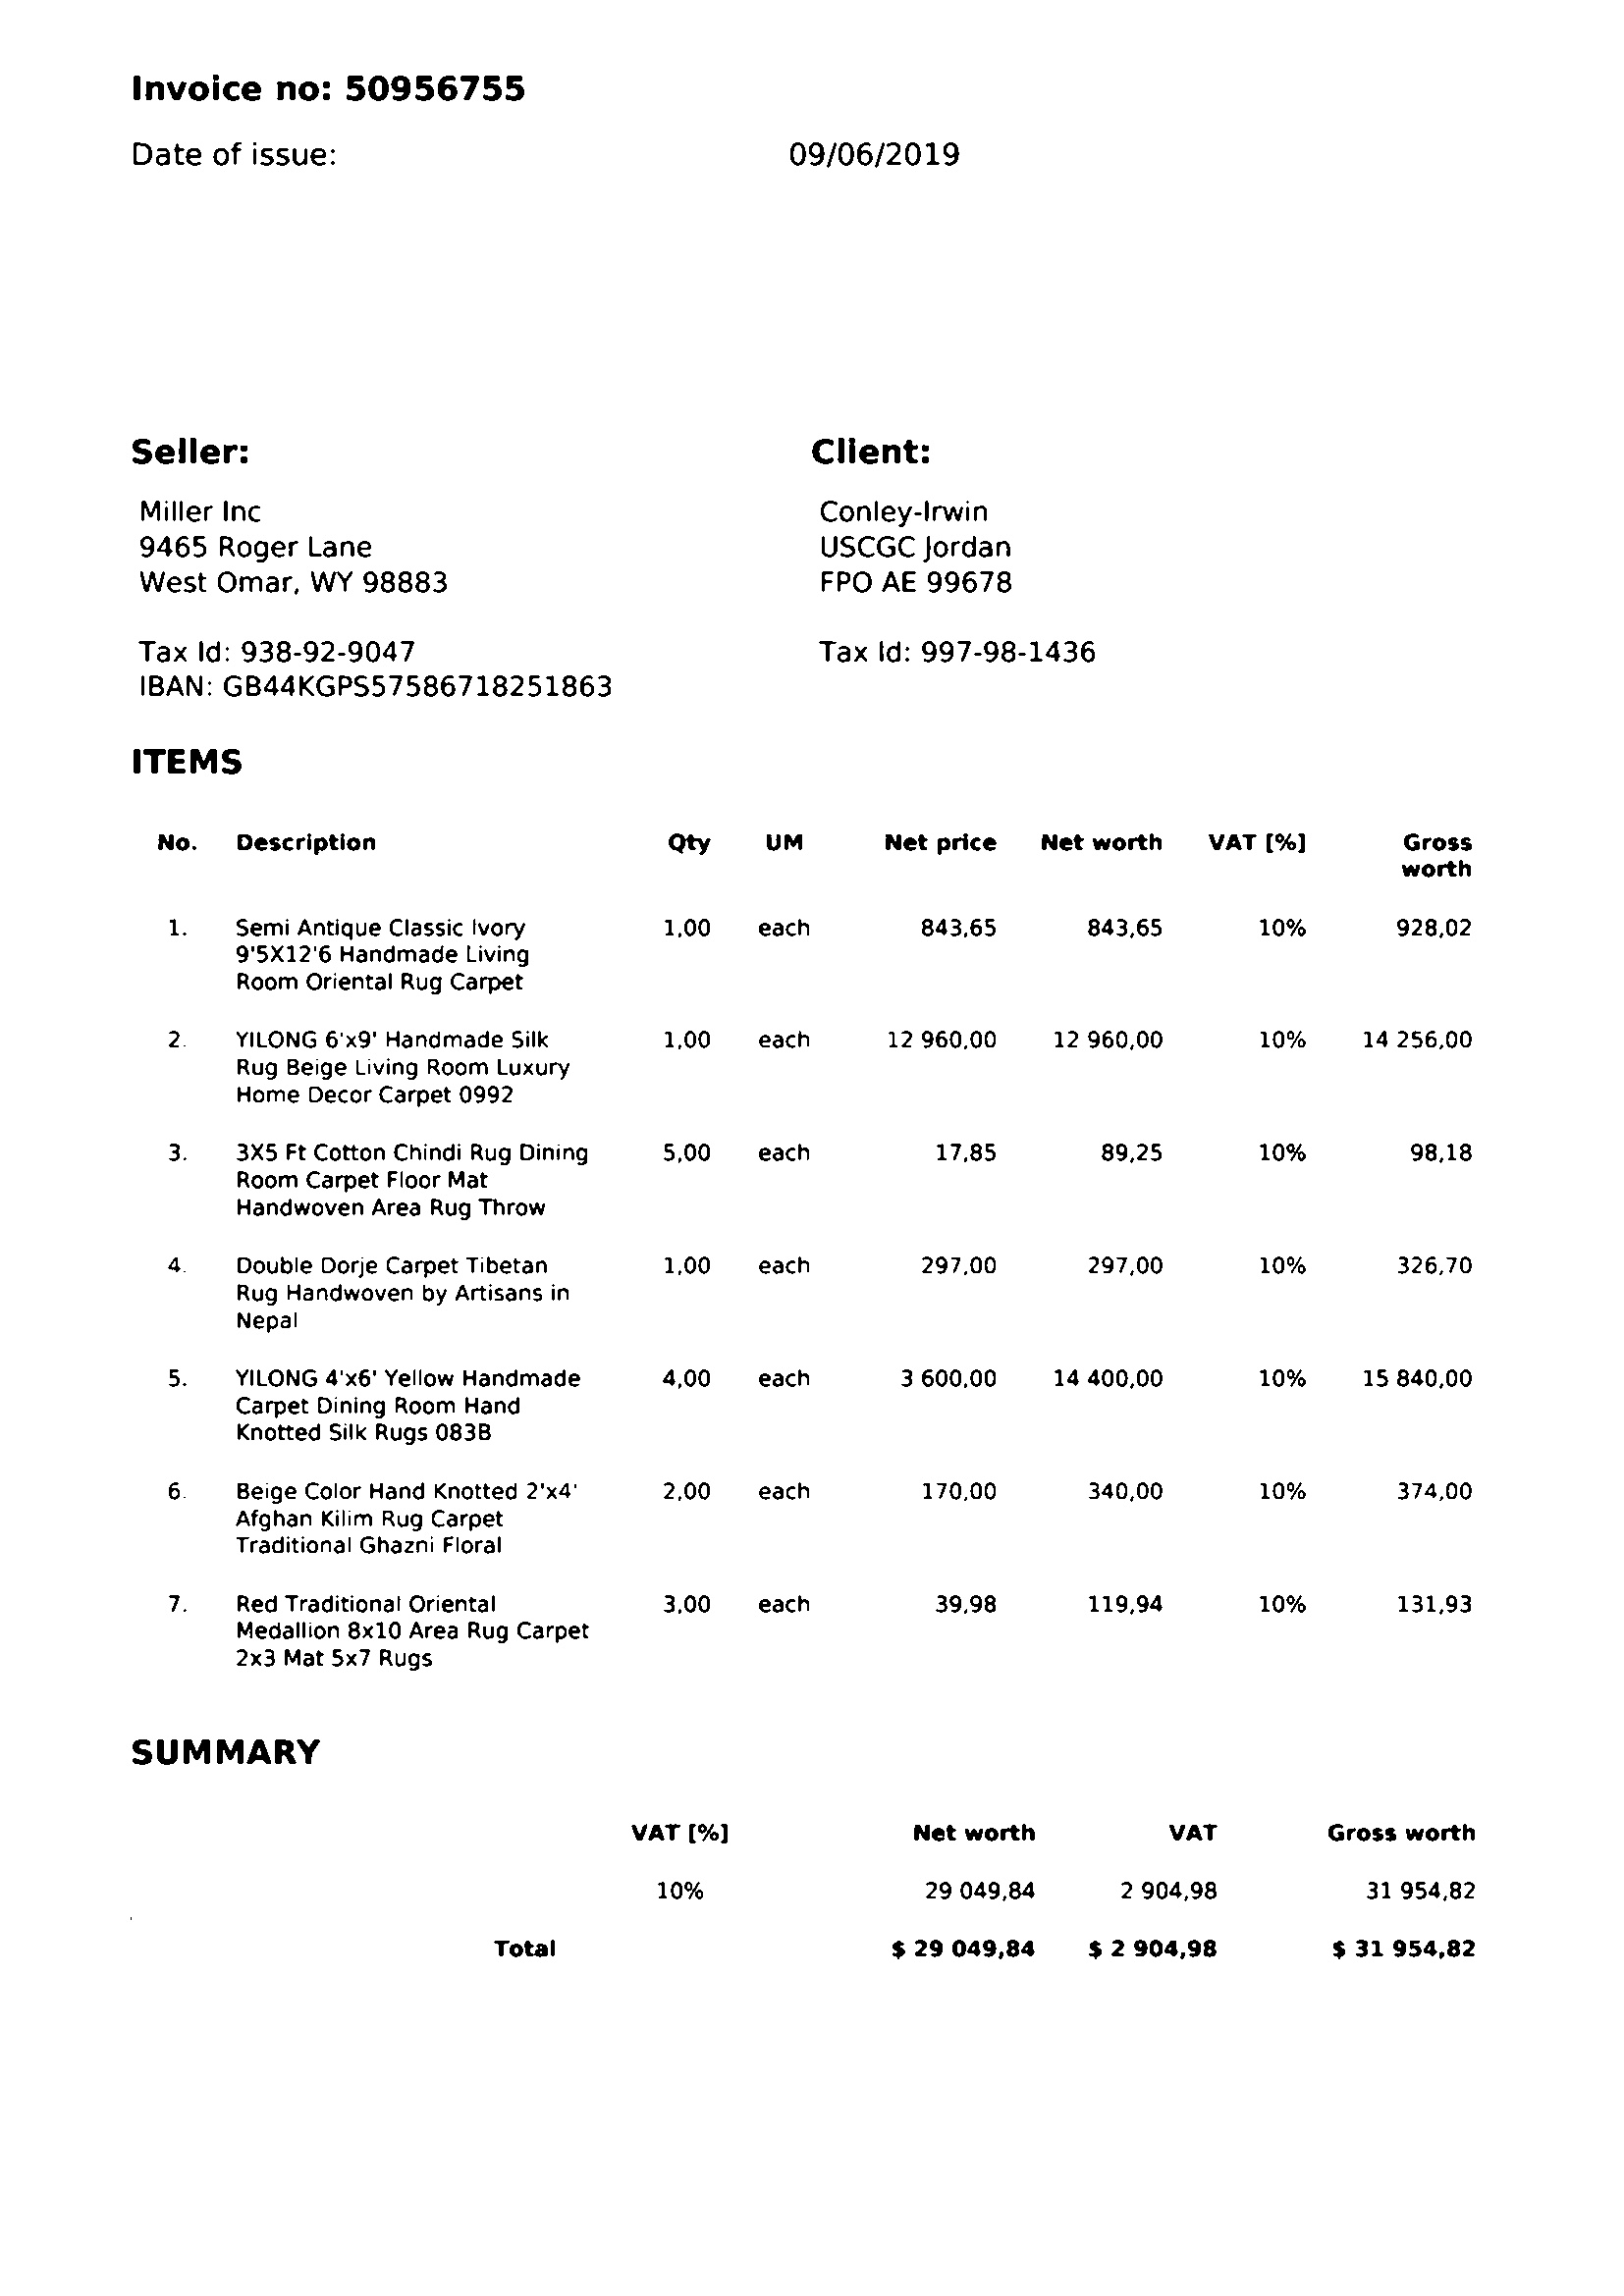 Invoice no: 50956755
Date of issue: 09/06/2019
Seller: Client:
Miller Inc Conley-Irwin
9465 Roger Lane USCGC Jordan
West Omar, WY 98883 FPO AE 99678
Tax Id: 938-92-9047 Tax Id: 997-98-1436
IBAN: GB44KGPS57586718251863
ITEMS
No. Description Qty UM Net price Net worth VAT [%] Gross
worth
1. Semi Antique Classic Ivory 1,00 each 843,65 843,65 10% 928,02
9'5X12'6 Handmade Living
Room Oriental Rug Carpet
2. YILONG 6'x9' Handmade Silk 1,00 each 12 960,00 12 960,00 10% 14 256,00
Rug Beige Living Room Luxury
Home Decor Carpet 0992
3. 3X5 Ft Cotton Chindi Rug Dining 5,00 each 17,85 89,25 10% 98,18
Room Carpet Floor Mat
Handwoven Area Rug Throw
4. Double Dorje Carpet Tibetan 1,00 each 297,00 297,00 10% 326,70
Rug Handwoven by Artisans in
Nepal
5. YILONG 4'x6' Yellow Handmade 4,00 each 3 600,00 14 400,00 10% 15 840,00
Carpet Dining Room Hand
Knotted Silk Rugs 083B
6. Beige Color Hand Knotted 2'x4' 2,00 each 170,00 340,00 10% 374,00
Afghan Kilim Rug Carpet
Traditional Ghazni Floral
7. Red Traditional Oriental 3,00 each 39,98 119,94 10% 131,93
Medallion 8x10 Area Rug Carpet
2x3 Mat 5x7 Rugs
SUMMARY
VAT [%] Net worth VAT Gross worth
10% 29 049,84 2 904,98 31 954,82
Total $ 29 049,84 $ 2 904,98 $ 31 954,82